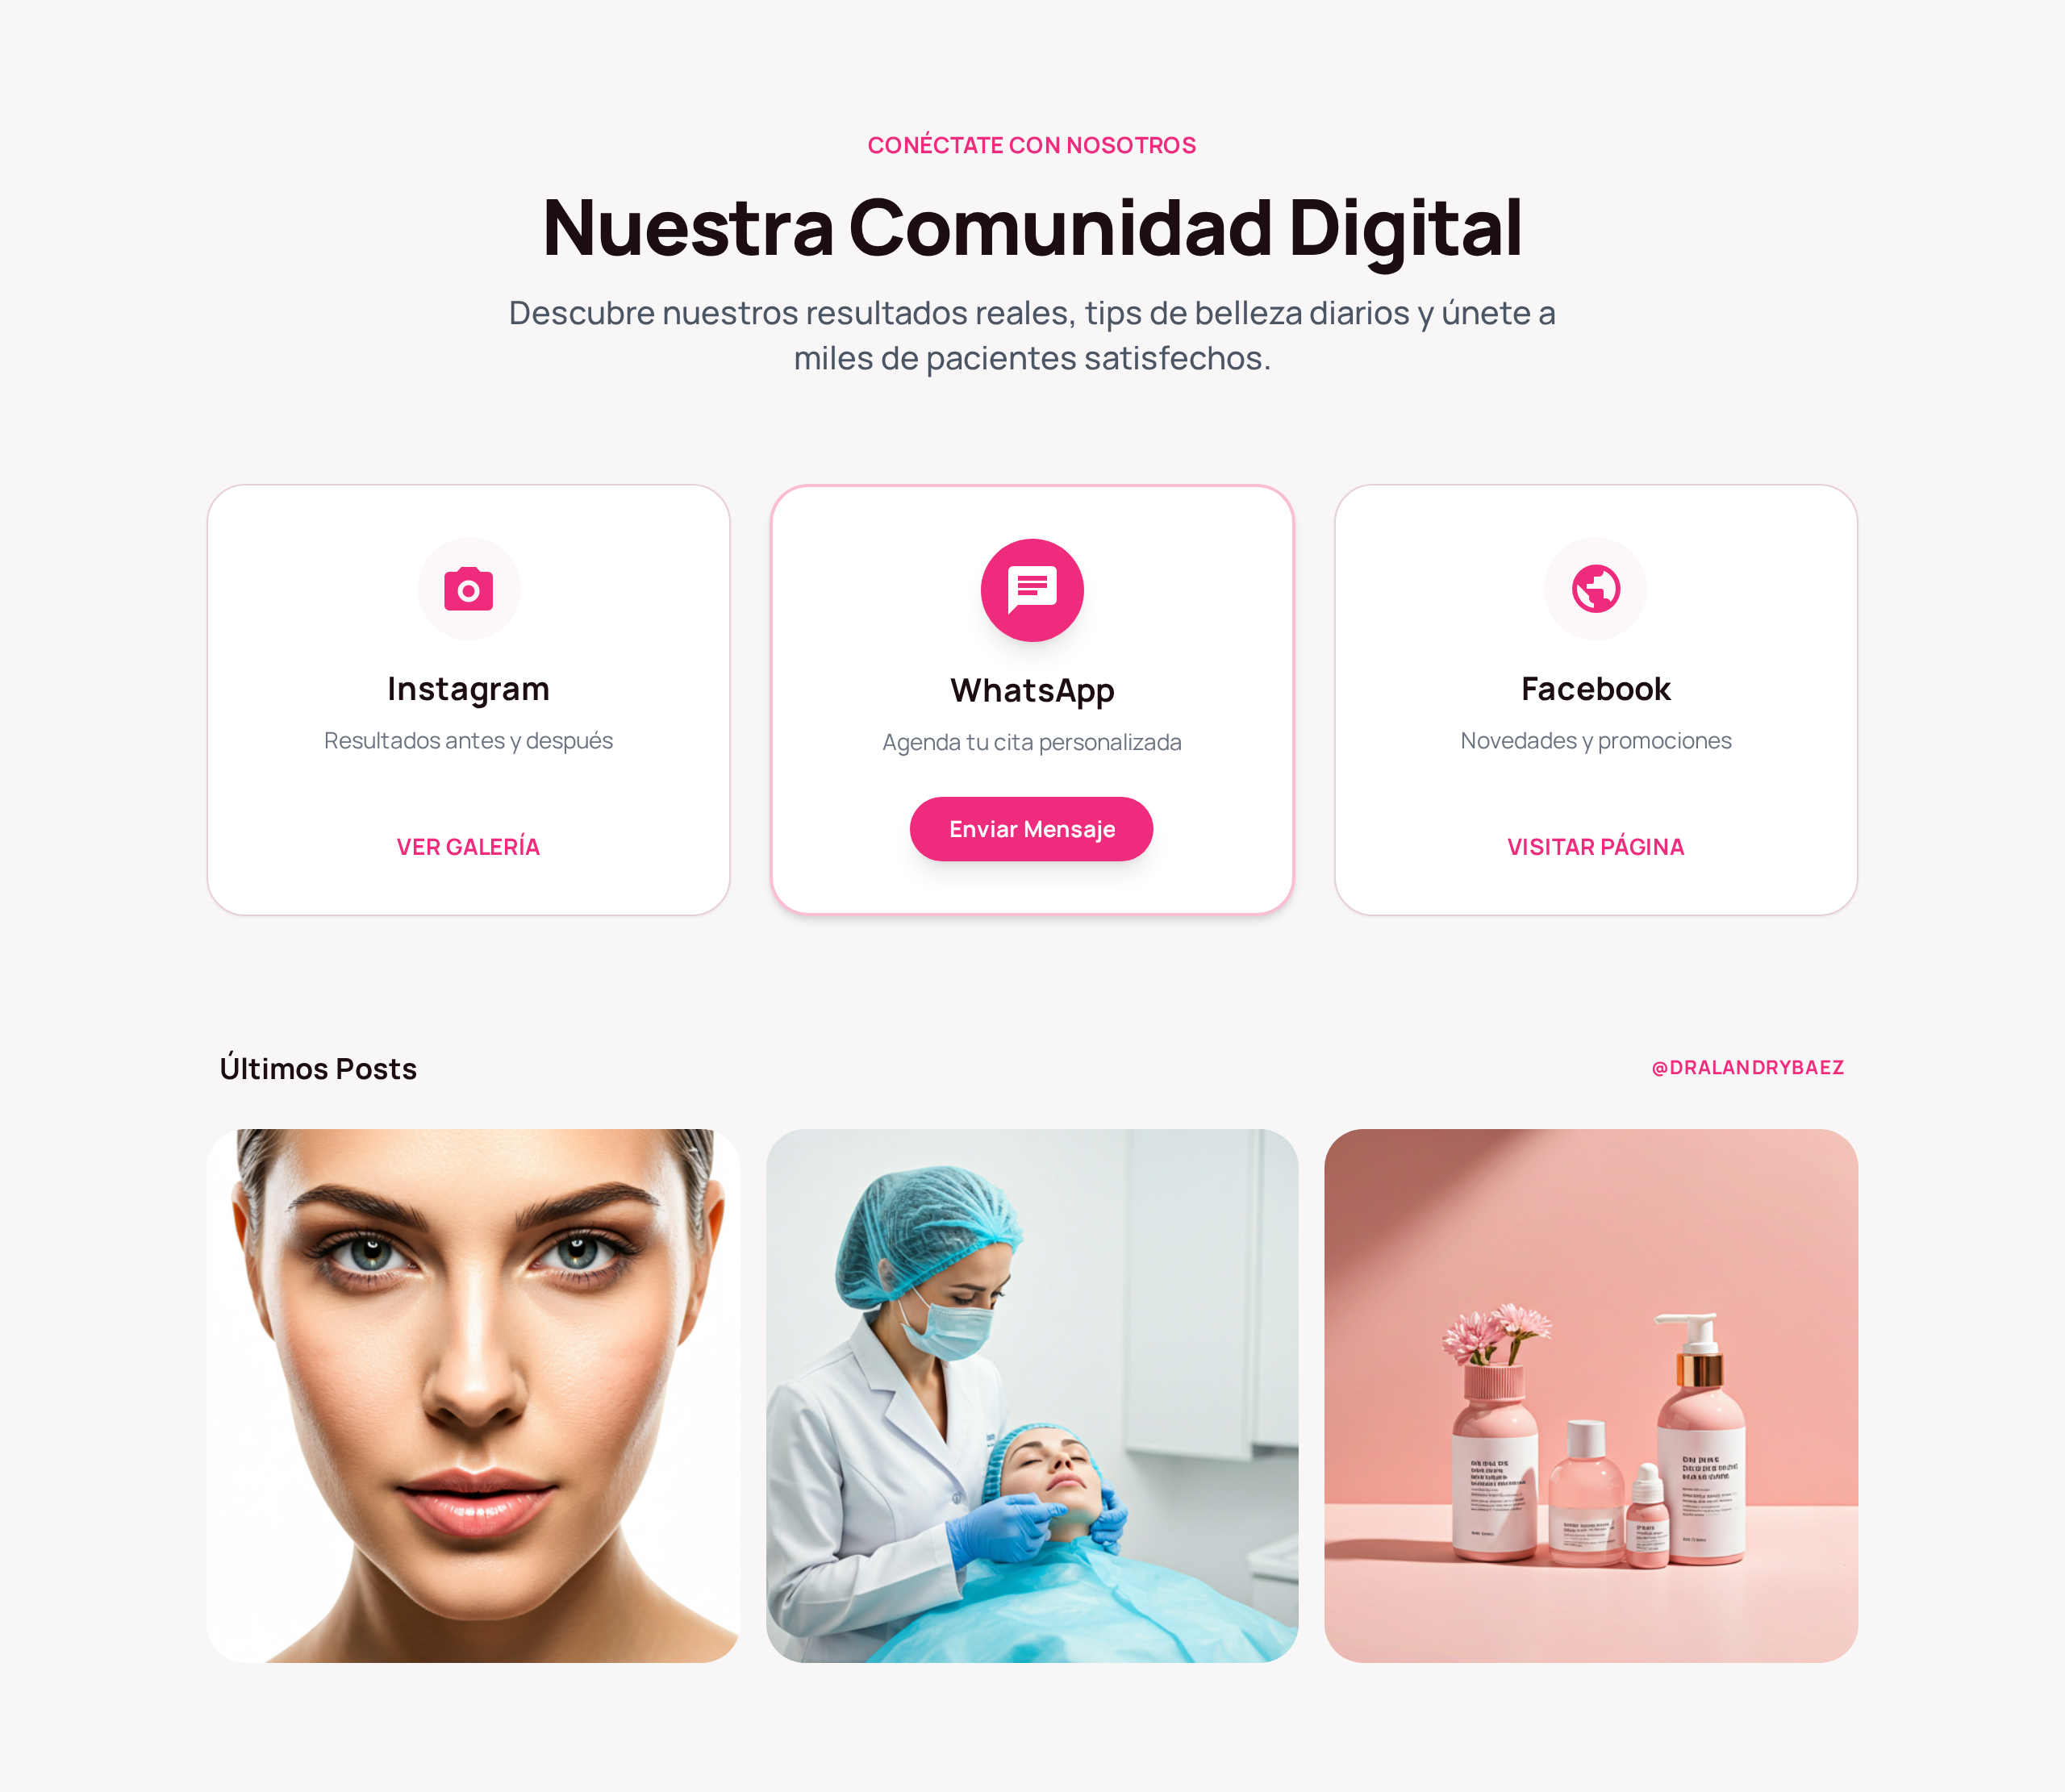 CONÉCTATE CON NOSOTROS
Nuestra Comunidad Digital
Descubre nuestros resultados reales, tips de belleza diarios y únete a
miles de pacientes satisfechos.
Instagram
Resultados antes y después
VER GALERÍA
WhatsApp
Agenda tu cita personalizada
Enviar Mensaje
Facebook
Novedades y promociones
VISITAR PÁGINA
Últimos Posts
@DRALANDRYBAEZ